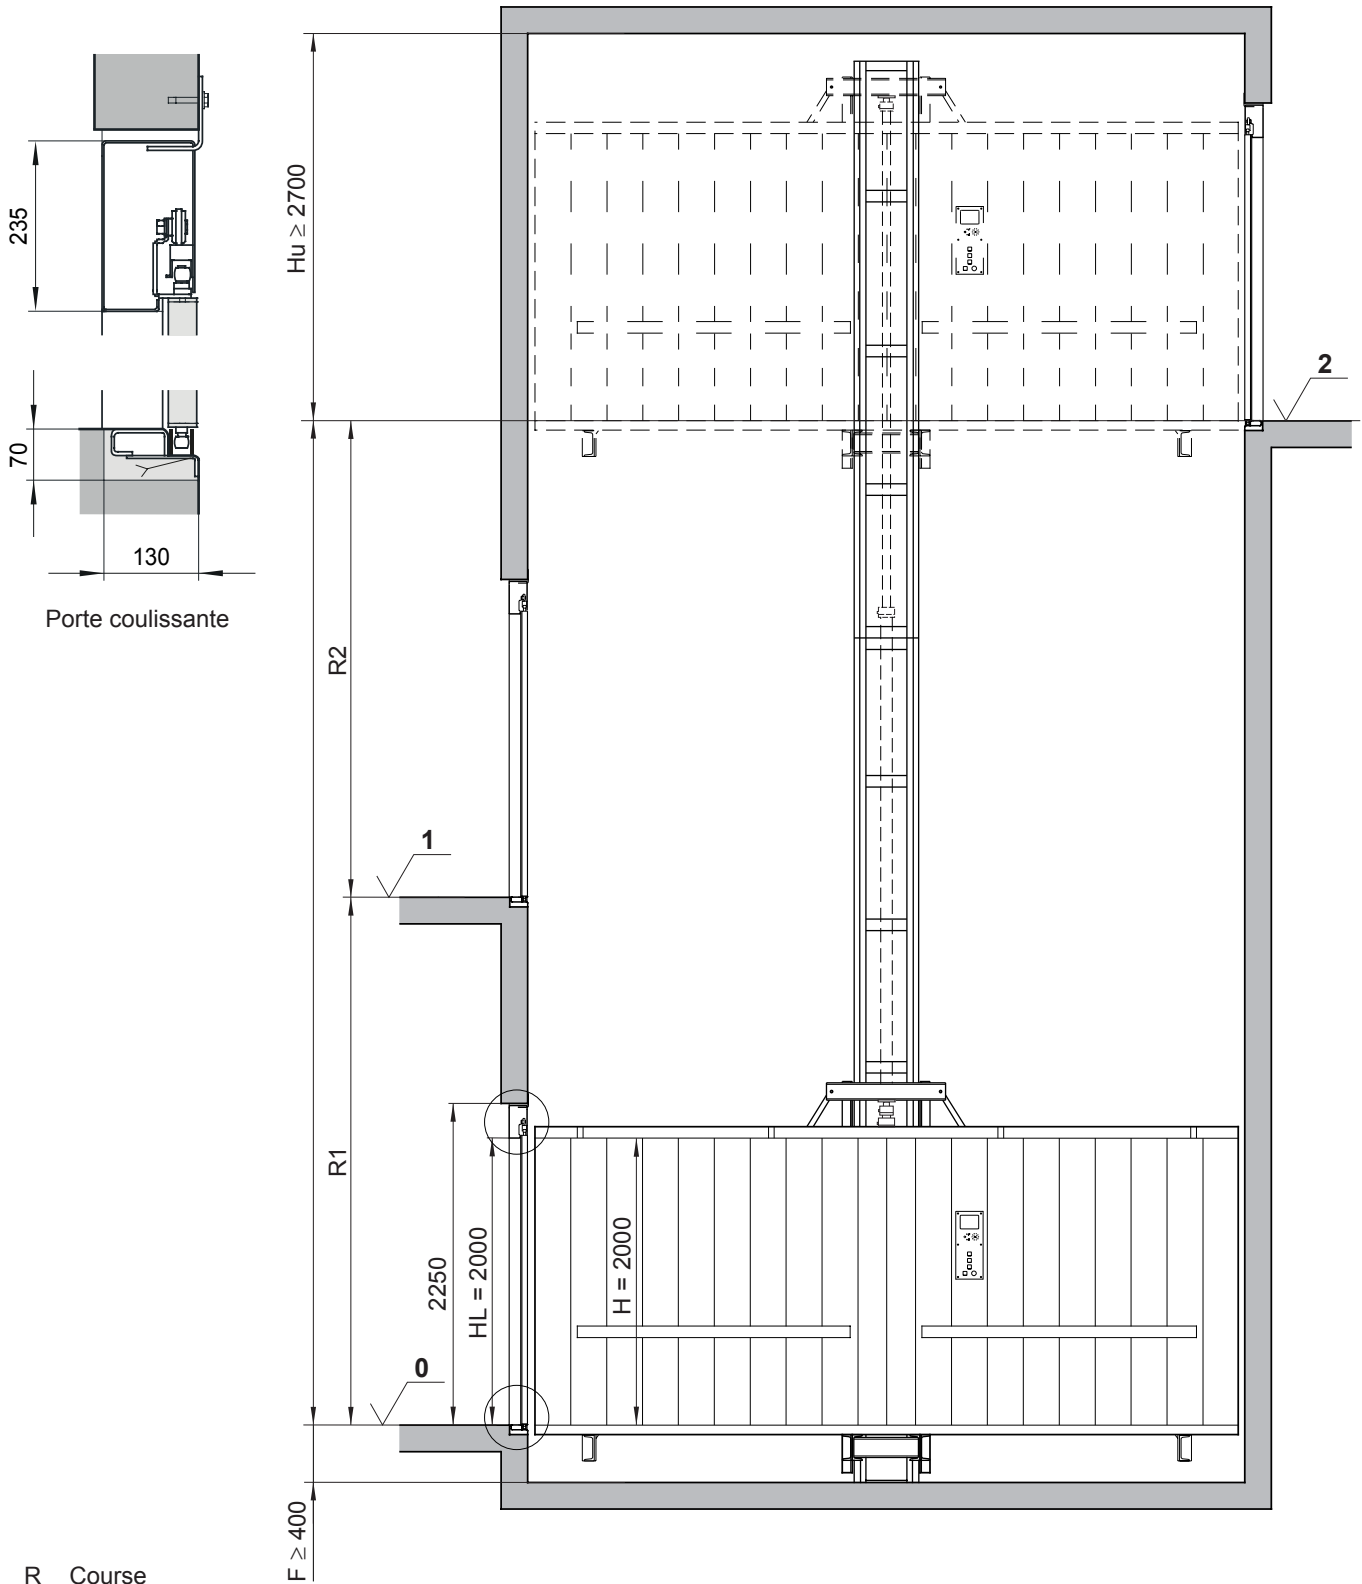 235
70
130
Porte coulissante
Hu ≥ 2700
2
R2
1
R1
2250
HL = 2000
H = 2000
0
F ≥ 400
R Course